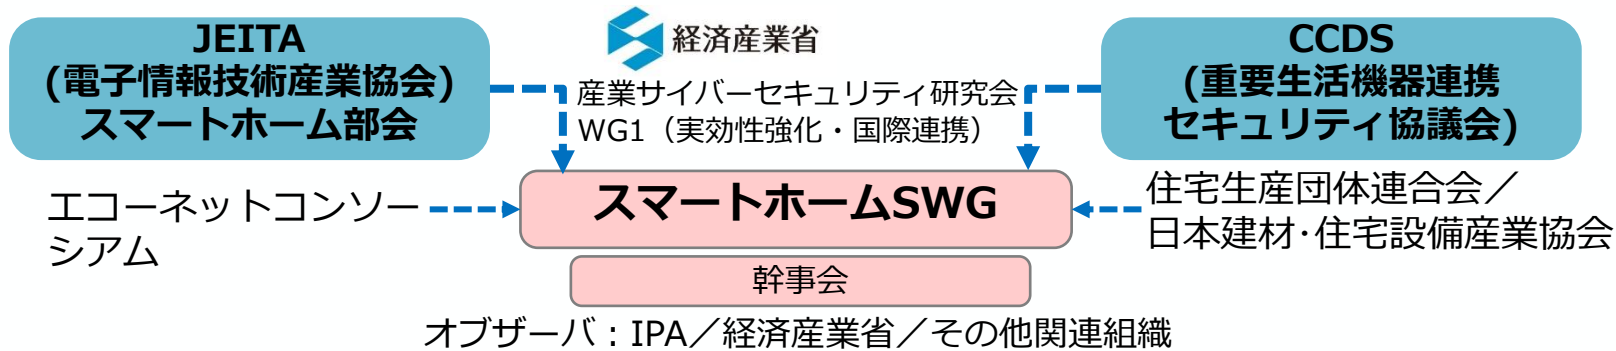 JEITA
(電子情報技術産業協会)
スマートホーム部会
経済産業省
産業サイバーセキュリティ研究会
WG1（実効性強化・国際連携）
CCDS
(重要生活機器連携
セキュリティ協議会)
エコーネットコンソー
シアム
スマートホームSWG
住宅生産団体連合会／
日本建材･住宅設備産業協会
幹事会
オブザーバ：IPA／経済産業省／その他関連組織